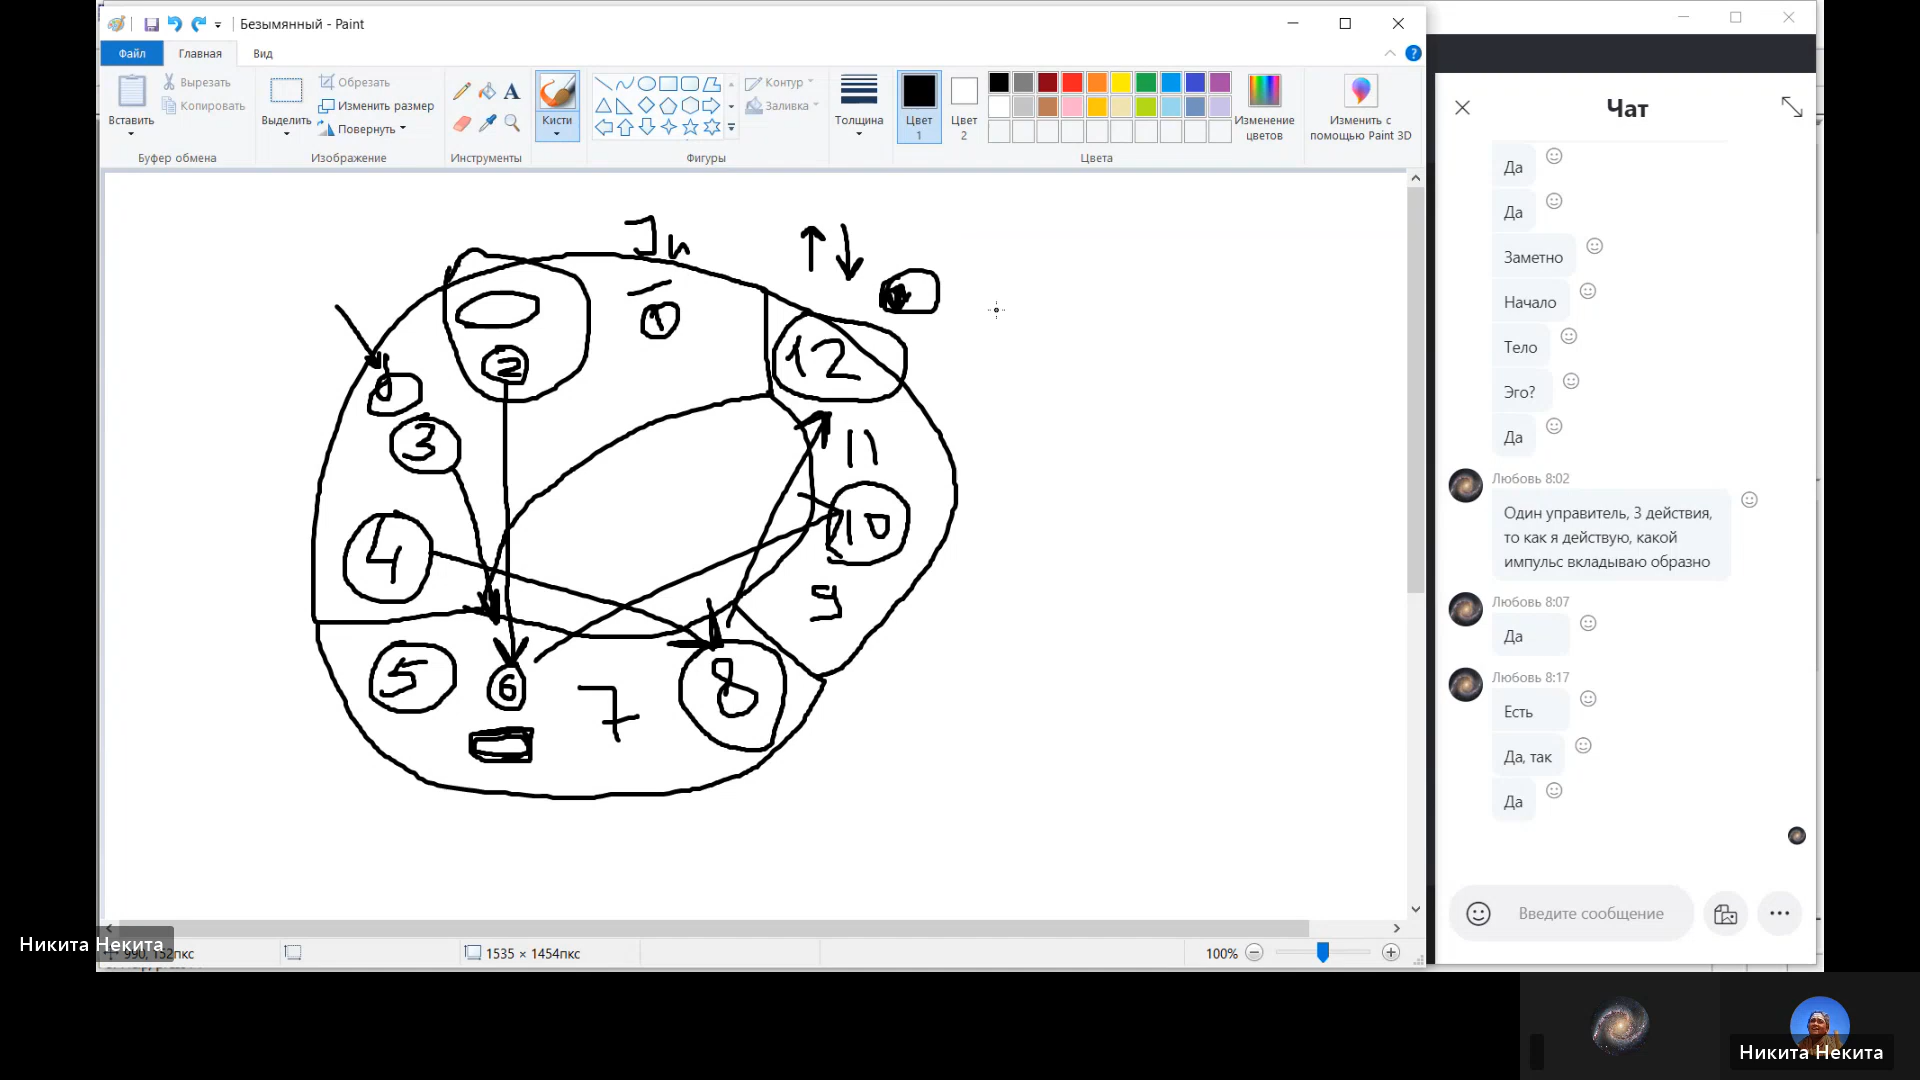 Безымянный - Paint
Файл
Главная
Вид
Вставить
Вырезать
Копировать
Буфер обмена
Выделить
Обрезать
Изменить размер
Повернуть
Изображение
A
Инструменты
Кисти
Контур
Заливка
Фигуры
Толщина
Цвет
1
Цвет
2
Изменение
цветов
Изменить с
помощью Paint 3D
Цвета
1
2
12
3
11
4
10
9
5
6
7
8
990, 152пкс
1535 × 1454пкс
100%
Чат
Да
Да
Заметно
Начало
Тело
Эго?
Да
Любовь 8:02
Один управитель, 3 действия,
то как я действую, какой
импульс вкладываю образно
Любовь 8:07
Да
Любовь 8:17
Есть
Да, так
Да
Введите сообщение
Никита Некита
Никита Некита